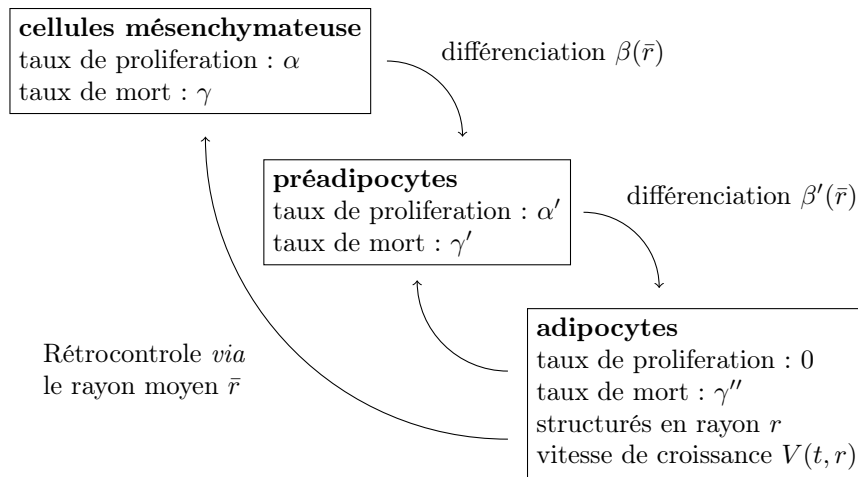 cellules mésenchymateuse
taux de proliferation : α
taux de mort : γ
différenciation β(r̄)
préadipocytes
taux de proliferation : α′
taux de mort : γ′
différenciation β′(r̄)
adipocytes
taux de proliferation : 0
taux de mort : γ′′
structurés en rayon r
vitesse de croissance V(t, r)
Rétrocontrole via
le rayon moyen r̄